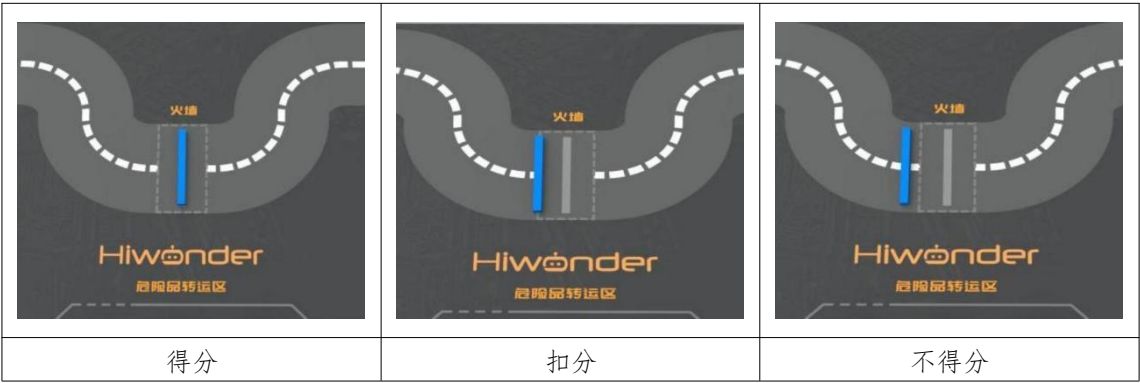 火墙
Hiwonder
危险品转运区
火墙
Hiwonder
危险品转运区
火墙
Hiwonder
危险品转运区
得分
扣分
不得分